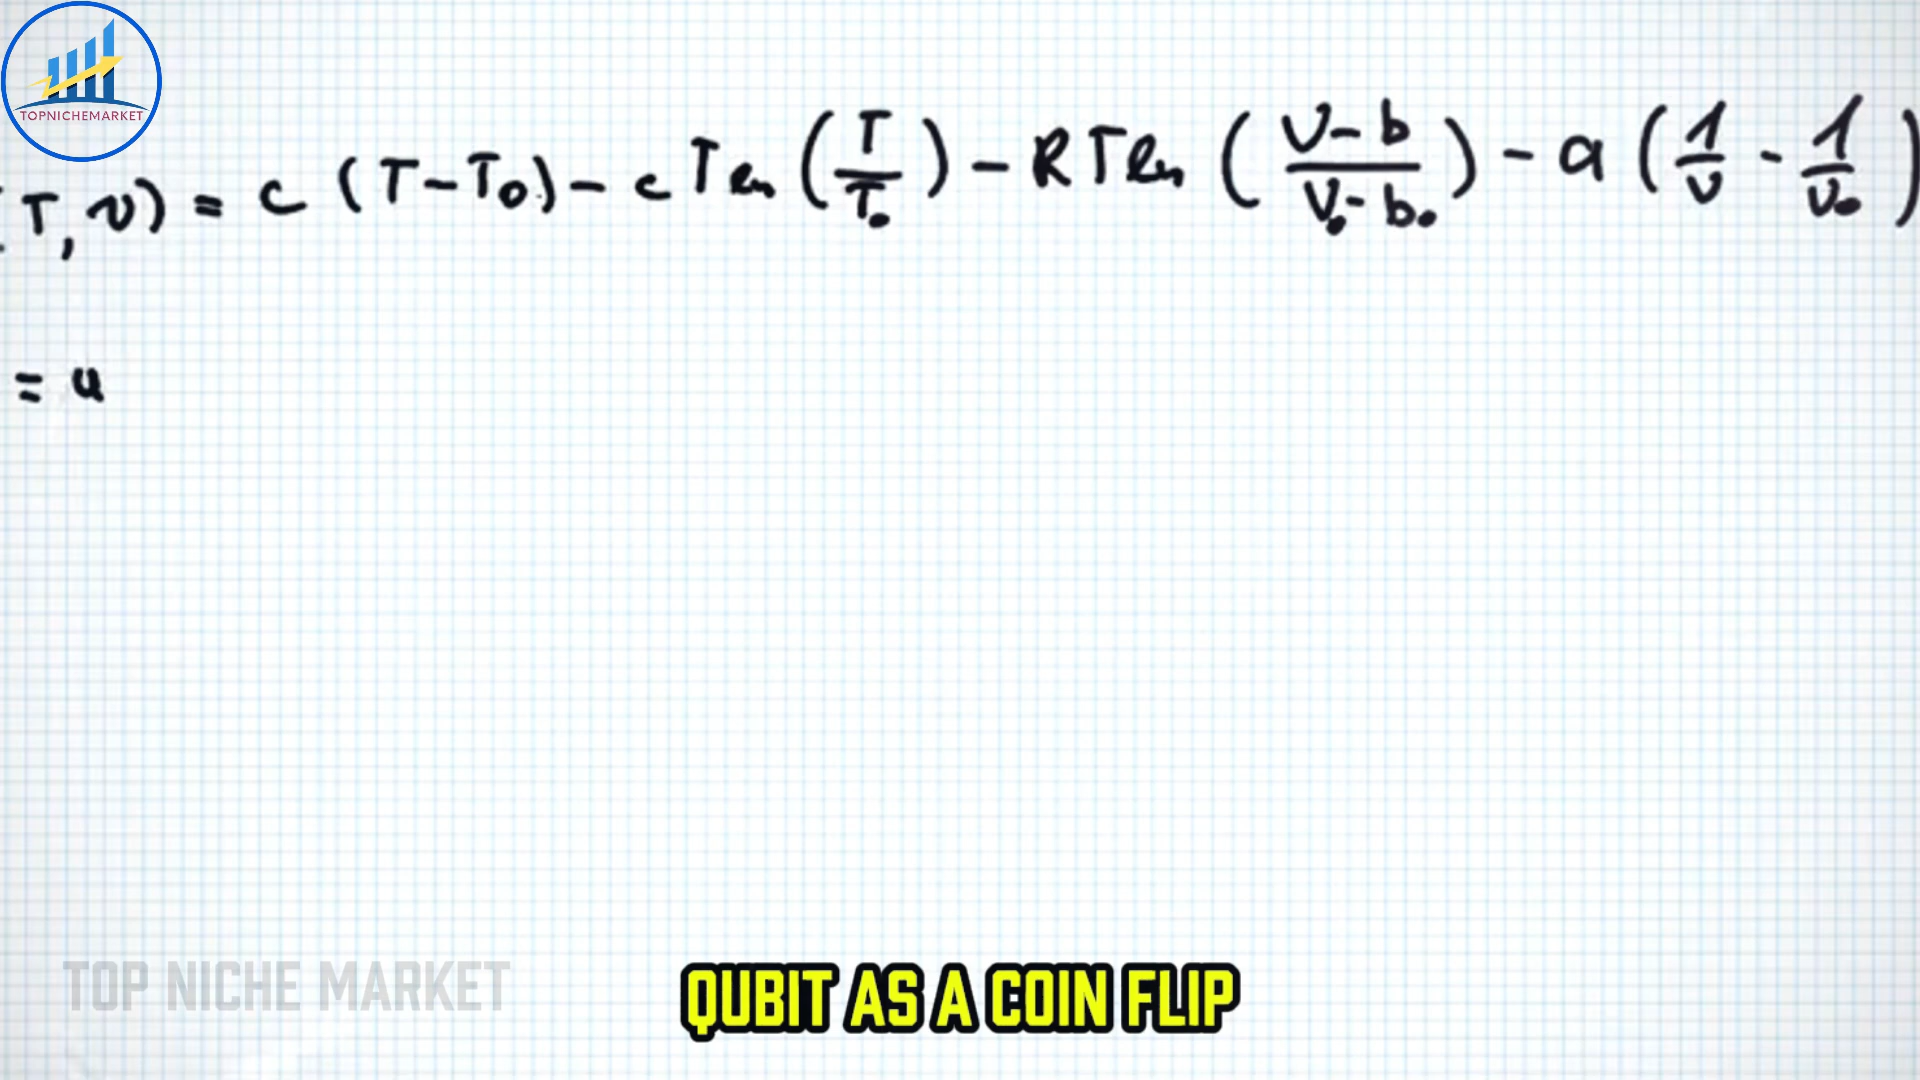 TOPNICHEMARKET
(T, v) = c (T - T₀) - c T ln (T/T₀) - R T ln (v - b / v₀ - b₀) - a (1/v - 1/v₀)
= u
TOP NICHE MARKET
QUBIT AS A COIN FLIP